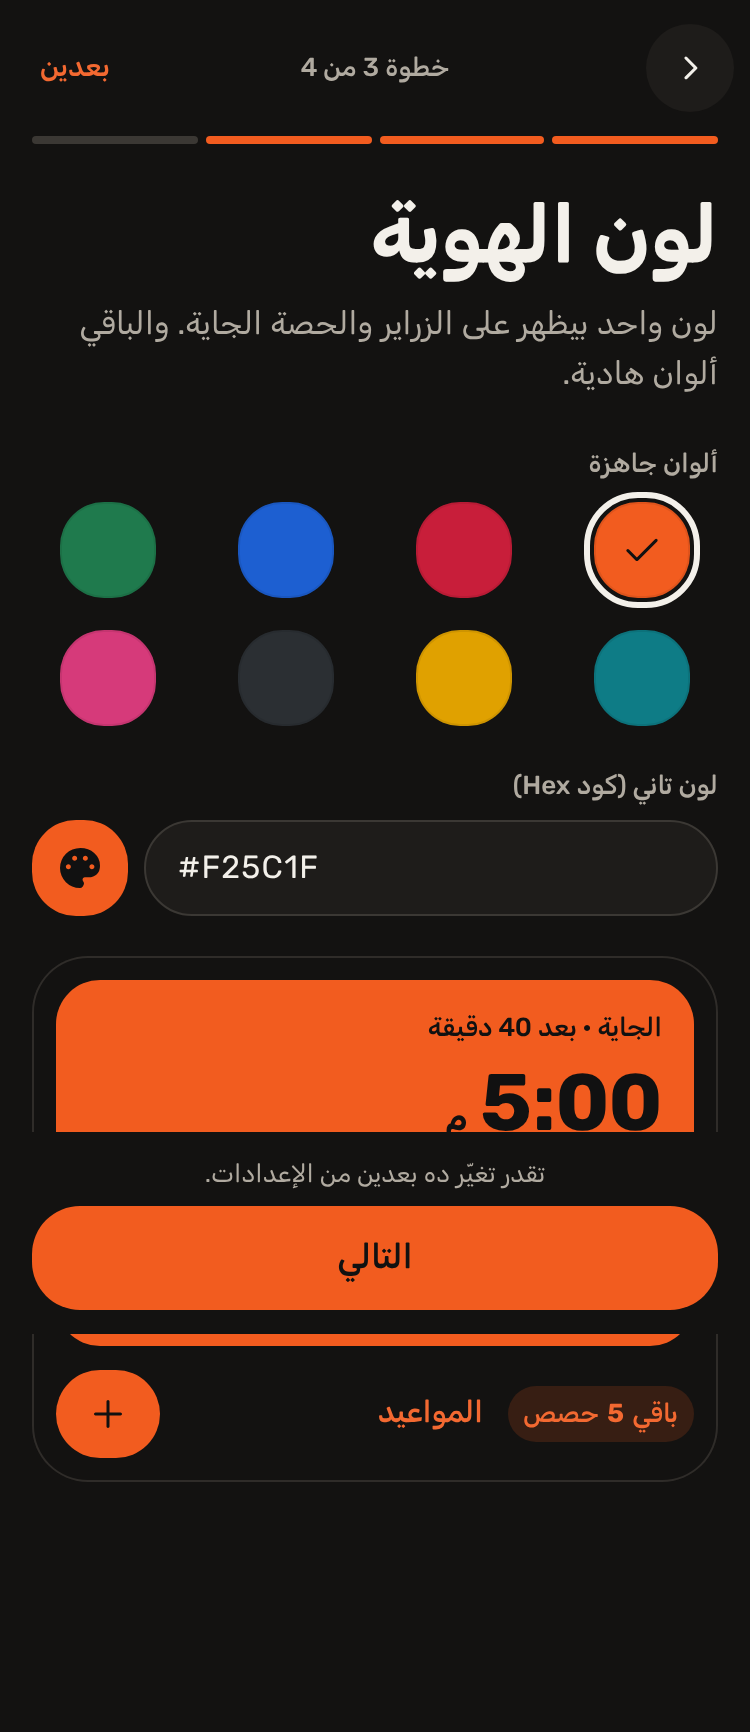 خطوة 3 من 4
بعدين
لون الهوية
لون واحد بيظهر على الزراير والحصة الجاية. والباقي
ألوان هادية.
ألوان جاهزة
لون تاني (كود Hex)
#F25C1F
الجاية • بعد 40 دقيقة
5:00 م
تقدر تغيّر ده بعدين من الإعدادات.
التالي
باقي 5 حصص
المواعيد